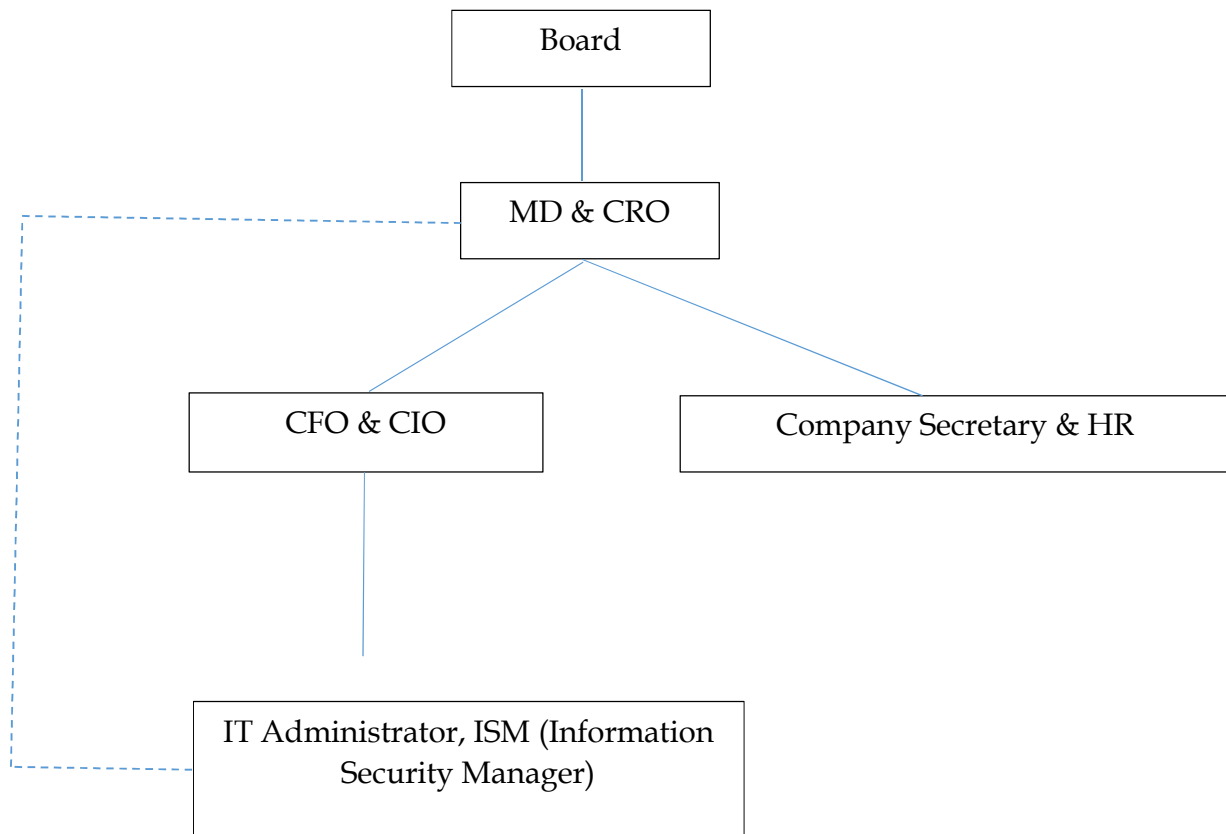 Board
MD & CRO
CFO & CIO
Company Secretary & HR
IT Administrator, ISM (Information
Security Manager)